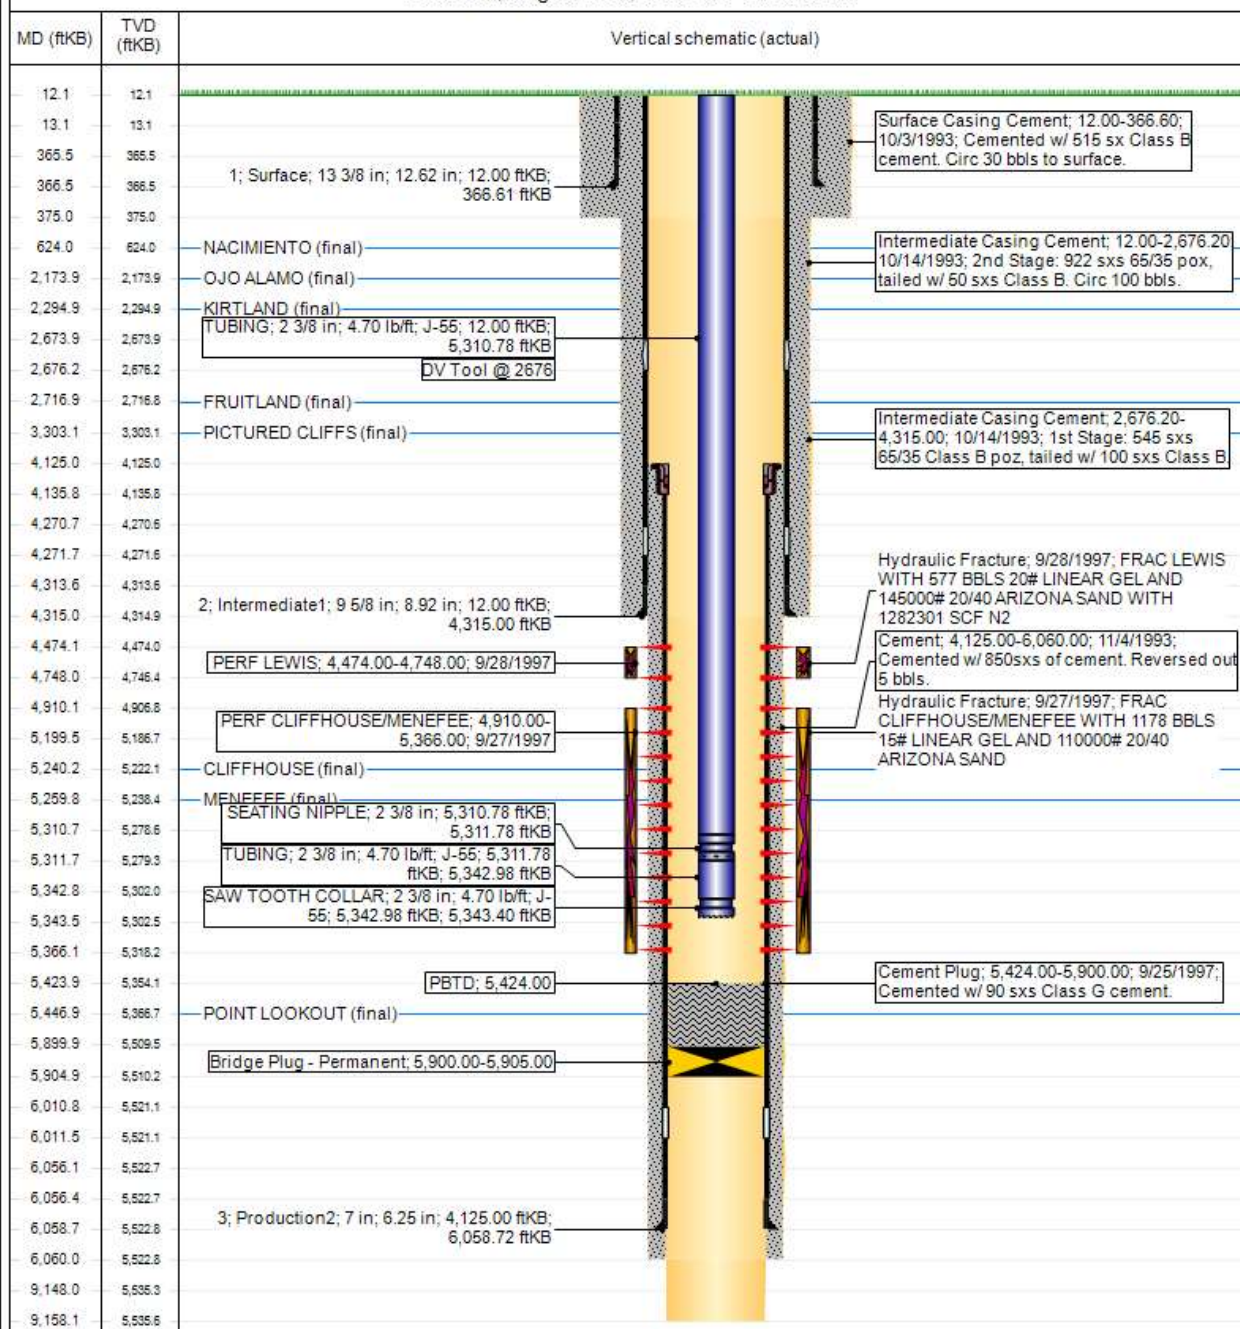 MD (ftKB)
TVD (ftKB)
Vertical schematic (actual)
12.1 12.1
13.1 13.1
365.5 365.5
366.5 366.5
375.0 375.0
624.0 624.0
2,173.9 2,173.9
2,294.9 2,294.9
2,673.9 2,673.9
2,676.2 2,676.2
2,716.9 2,716.8
3,303.1 3,303.1
4,125.0 4,125.0
4,135.8 4,135.8
4,270.7 4,270.6
4,271.7 4,271.6
4,313.6 4,313.6
4,315.0 4,314.9
4,474.1 4,474.0
4,748.0 4,746.4
4,910.1 4,906.8
5,199.5 5,186.7
5,240.2 5,222.1
5,259.8 5,238.4
5,310.7 5,278.6
5,311.7 5,279.3
5,342.8 5,302.0
5,343.5 5,302.5
5,366.1 5,318.2
5,423.9 5,354.1
5,446.9 5,366.7
5,899.9 5,509.5
5,904.9 5,510.2
6,010.8 5,521.1
6,011.5 5,521.1
6,056.1 5,522.7
6,056.4 5,522.7
6,058.7 5,522.8
6,060.0 5,522.8
9,148.0 5,535.3
9,158.1 5,535.6
1; Surface; 13 3/8 in; 12.62 in; 12.00 ftKB;
366.61 ftKB
NACIMIENTO (final)
OJO ALAMO (final)
KIRTLAND (final)
TUBING; 2 3/8 in; 4.70 lb/ft; J-55; 12.00 ftKB;
5,310.78 ftKB
DV Tool @ 2676
FRUITLAND (final)
PICTURED CLIFFS (final)
2; Intermediate1; 9 5/8 in; 8.92 in; 12.00 ftKB;
4,315.00 ftKB
PERF LEWIS; 4,474.00-4,748.00; 9/28/1997
PERF CLIFFHOUSE/MENEFEE; 4,910.00-
5,366.00; 9/27/1997
CLIFFHOUSE (final)
MENEFEE (final)
SEATING NIPPLE; 2 3/8 in; 5,310.78 ftKB;
5,311.78 ftKB
TUBING; 2 3/8 in; 4.70 lb/ft; J-55; 5,311.78
ftKB; 5,342.98 ftKB
SAW TOOTH COLLAR; 2 3/8 in; 4.70 lb/ft; J-
55; 5,342.98 ftKB; 5,343.40 ftKB
PBTD; 5,424.00
POINT LOOKOUT (final)
Bridge Plug - Permanent; 5,900.00-5,905.00
3; Production2; 7 in; 6.25 in; 4,125.00 ftKB;
6,058.72 ftKB
Surface Casing Cement; 12.00-366.60;
10/3/1993; Cemented w/ 515 sx Class B
cement. Circ 30 bbls to surface.
Intermediate Casing Cement; 12.00-2,676.20
10/14/1993; 2nd Stage: 922 sxs 65/35 pox,
tailed w/ 50 sxs Class B. Circ 100 bbls.
Intermediate Casing Cement; 2,676.20-
4,315.00; 10/14/1993; 1st Stage: 545 sxs
65/35 Class B poz, tailed w/ 100 sxs Class B.
Hydraulic Fracture; 9/28/1997; FRAC LEWIS
WITH 577 BBLS 20# LINEAR GEL AND
145000# 20/40 ARIZONA SAND WITH
1282301 SCF N2
Cement; 4,125.00-6,060.00; 11/4/1993;
Cemented w/ 850sxs of cement. Reversed out
5 bbls.
Hydraulic Fracture; 9/27/1997; FRAC
CLIFFHOUSE/MENEFEE WITH 1178 BBLS
15# LINEAR GEL AND 110000# 20/40
ARIZONA SAND
Cement Plug; 5,424.00-5,900.00; 9/25/1997;
Cemented w/ 90 sxs Class G cement.